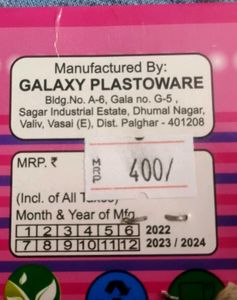 Manufactured By:
GALAXY PLASTOWARE
Bldg.No. A-6, Gala no. G-5 ,
Sagar Industrial Estate, Dhumal Nagar,
Valiv, Vasai (E), Dist. Palghar - 401208
MRP. ₹
MRP
400/
(Incl. of All Taxes)
Month & Year of Mfg
1 2 3 4 5 6 2022
7 8 9 10 11 12 2023 / 2024